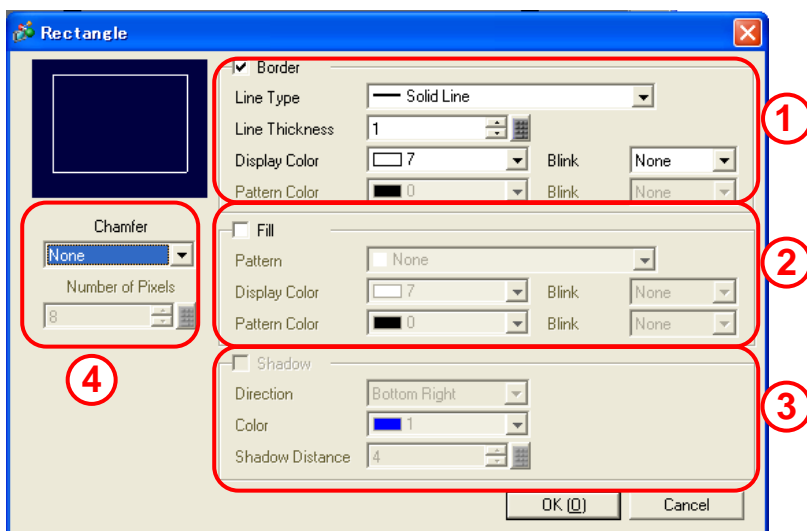 Rectangle
Border
Line Type Solid Line
Line Thickness 1
Display Color 7 Blink None
Pattern Color 0 Blink None
1
Chamfer
None
Number of Pixels
8
4
Fill
Pattern None
Display Color 7 Blink None
Pattern Color 0 Blink None
2
Shadow
Direction Bottom Right
Color 1
Shadow Distance 4
3
OK (O) Cancel